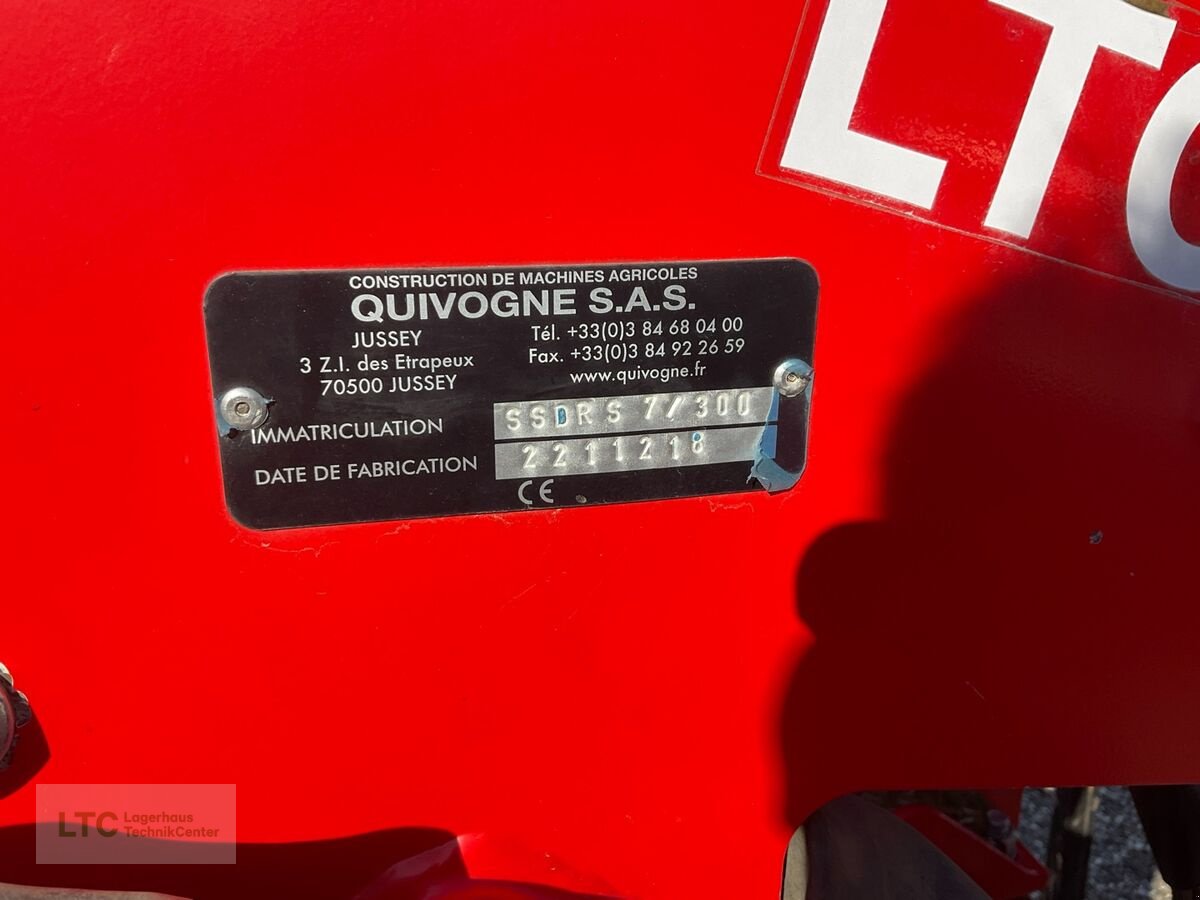 LTC
CONSTRUCTION DE MACHINES AGRICOLES
QUIVOGNE S.A.S.
JUSSEY
3 Z.I. des Etrapeux
70500 JUSSEY
Tél. +33(0)3 84 68 04 00
Fax. +33(0)3 84 92 26 59
www.quivogne.fr
IMMATRICULATION SSDRS 7/300
DATE DE FABRICATION 2211218
CE
LTC Lagerhaus
TechnikCenter